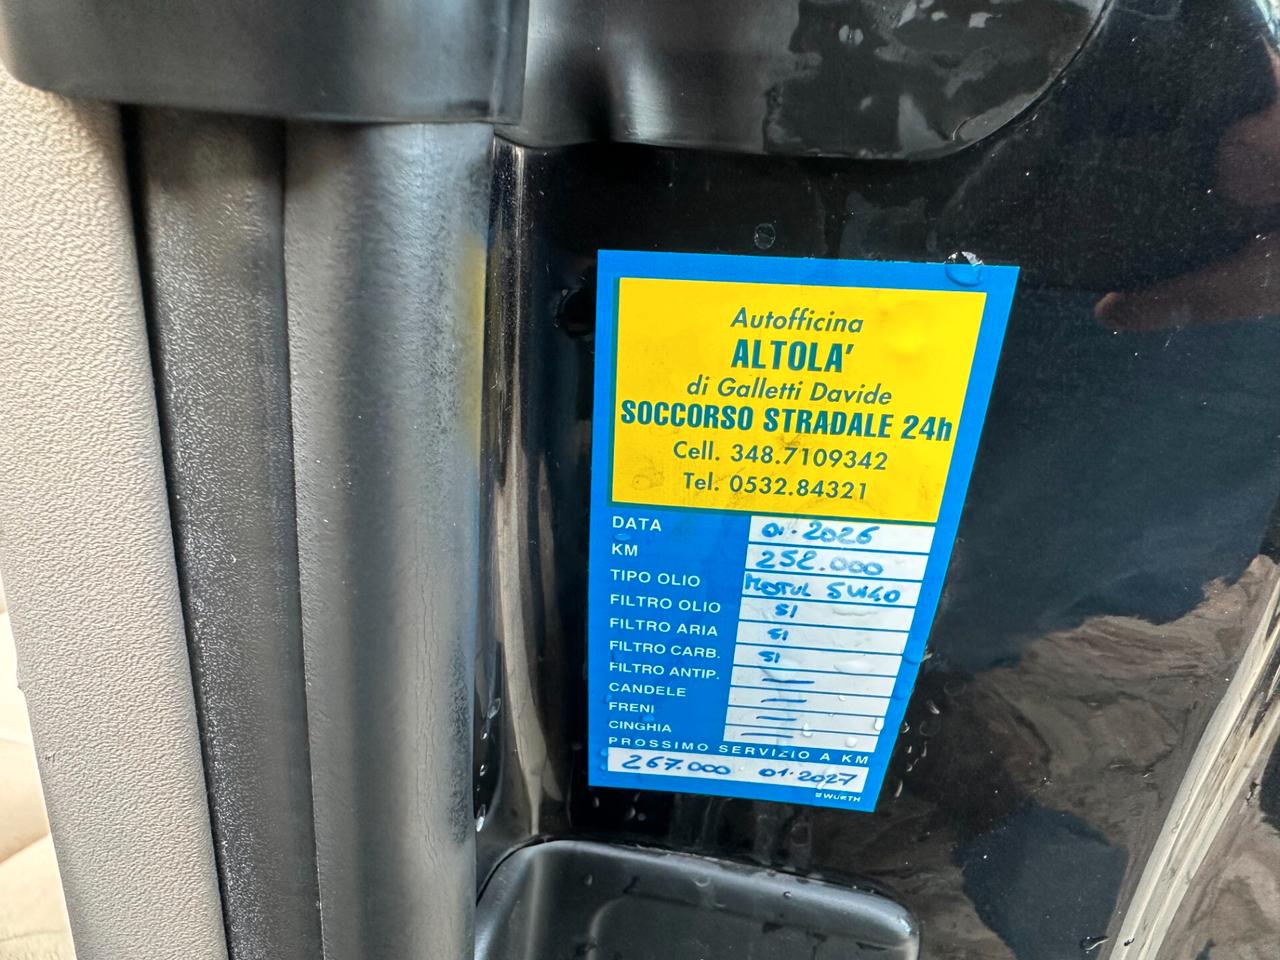 Autofficina
ALTOLA'
di Galletti Davide
SOCCORSO STRADALE 24h
Cell. 348.7109342
Tel. 0532.84321
DATA 01.2026
KM 252.000
TIPO OLIO MOTUL 5W40
FILTRO OLIO SI
FILTRO ARIA SI
FILTRO CARB. SI
FILTRO ANTIP. —
CANDELE —
FRENI —
CINGHIA —
PROSSIMO SERVIZIO A KM
267.000 01.2027
WÜRTH